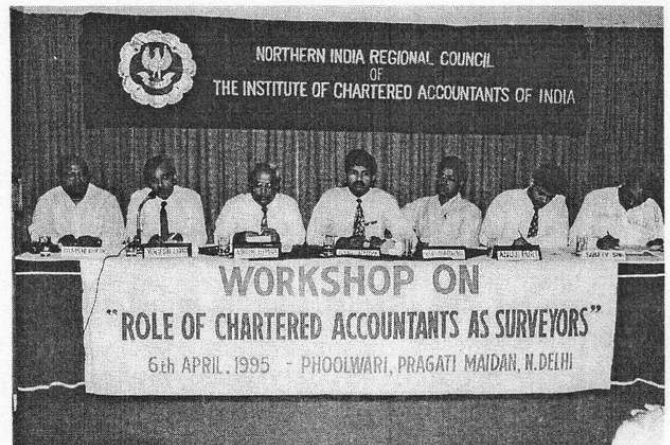 NORTHERN INDIA REGIONAL COUNCIL
OF
THE INSTITUTE OF CHARTERED ACCOUNTANTS OF INDIA
WORKSHOP ON
"ROLE OF CHARTERED ACCOUNTANTS AS SURVEYORS"
6th APRIL, 1995 - PHOOLWARI, PRAGATI MAIDAN, N. DELHI